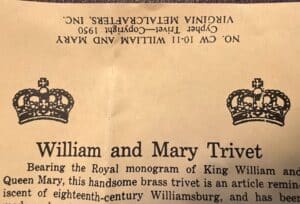 NO. CW 10-11 WILLIAM AND MARY
Cypher Trivet—Copyright 1950
VIRGINIA METALCRAFTERS, INC.
William and Mary Trivet
Bearing the Royal monogram of King William and
Queen Mary, this handsome brass trivet is an article remin-
iscent of eighteenth-century Williamsburg, and has been